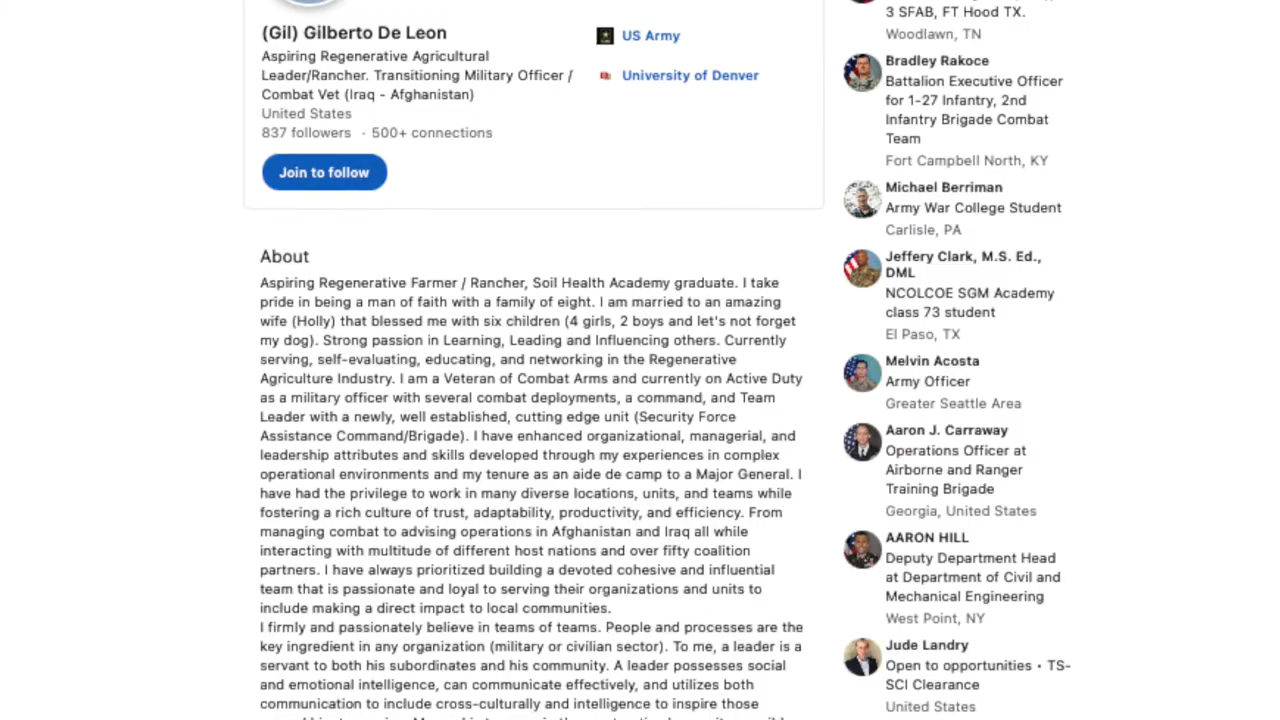 (Gil) Gilberto De Leon
Aspiring Regenerative Agricultural
Leader/Rancher. Transitioning Military Officer /
Combat Vet (Iraq - Afghanistan)
United States
837 followers · 500+ connections
Join to follow
US Army
University of Denver
About
Aspiring Regenerative Farmer / Rancher, Soil Health Academy graduate. I take
pride in being a man of faith with a family of eight. I am married to an amazing
wife (Holly) that blessed me with six children (4 girls, 2 boys and let's not forget
my dog). Strong passion in Learning, Leading and Influencing others. Currently
serving, self-evaluating, educating, and networking in the Regenerative
Agriculture Industry. I am a Veteran of Combat Arms and currently on Active Duty
as a military officer with several combat deployments, a command, and Team
Leader with a newly, well established, cutting edge unit (Security Force
Assistance Command/Brigade). I have enhanced organizational, managerial, and
leadership attributes and skills developed through my experiences in complex
operational environments and my tenure as an aide de camp to a Major General. I
have had the privilege to work in many diverse locations, units, and teams while
fostering a rich culture of trust, adaptability, productivity, and efficiency. From
managing combat to advising operations in Afghanistan and Iraq all while
interacting with multitude of different host nations and over fifty coalition
partners. I have always prioritized building a devoted cohesive and influential
team that is passionate and loyal to serving their organizations and units to
include making a direct impact to local communities.
I firmly and passionately believe in teams of teams. People and processes are the
key ingredient in any organization (military or civilian sector). To me, a leader is a
servant to both his subordinates and his community. A leader possesses social
and emotional intelligence, can communicate effectively, and utilizes both
communication to include cross-culturally and intelligence to inspire those
3 SFAB, FT Hood TX.
Woodlawn, TN
Bradley Rakoce
Battalion Executive Officer
for 1-27 Infantry, 2nd
Infantry Brigade Combat
Team
Fort Campbell North, KY
Michael Berriman
Army War College Student
Carlisle, PA
Jeffery Clark, M.S. Ed.,
DML
NCOLCOE SGM Academy
class 73 student
El Paso, TX
Melvin Acosta
Army Officer
Greater Seattle Area
Aaron J. Carraway
Operations Officer at
Airborne and Ranger
Training Brigade
Georgia, United States
AARON HILL
Deputy Department Head
at Department of Civil and
Mechanical Engineering
West Point, NY
Jude Landry
Open to opportunities • TS-
SCI Clearance
United States